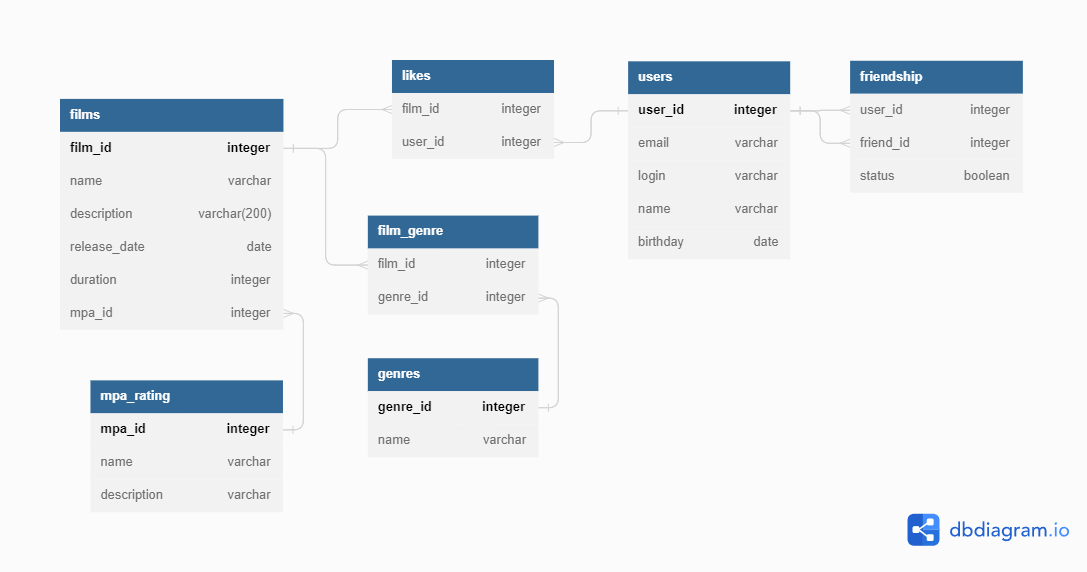 films
film_id integer
name varchar
description varchar(200)
release_date date
duration integer
mpa_id integer
mpa_rating
mpa_id integer
name varchar
description varchar
likes
film_id integer
user_id integer
film_genre
film_id integer
genre_id integer
genres
genre_id integer
name varchar
users
user_id integer
email varchar
login varchar
name varchar
birthday date
friendship
user_id integer
friend_id integer
status boolean
dbdiagram.io